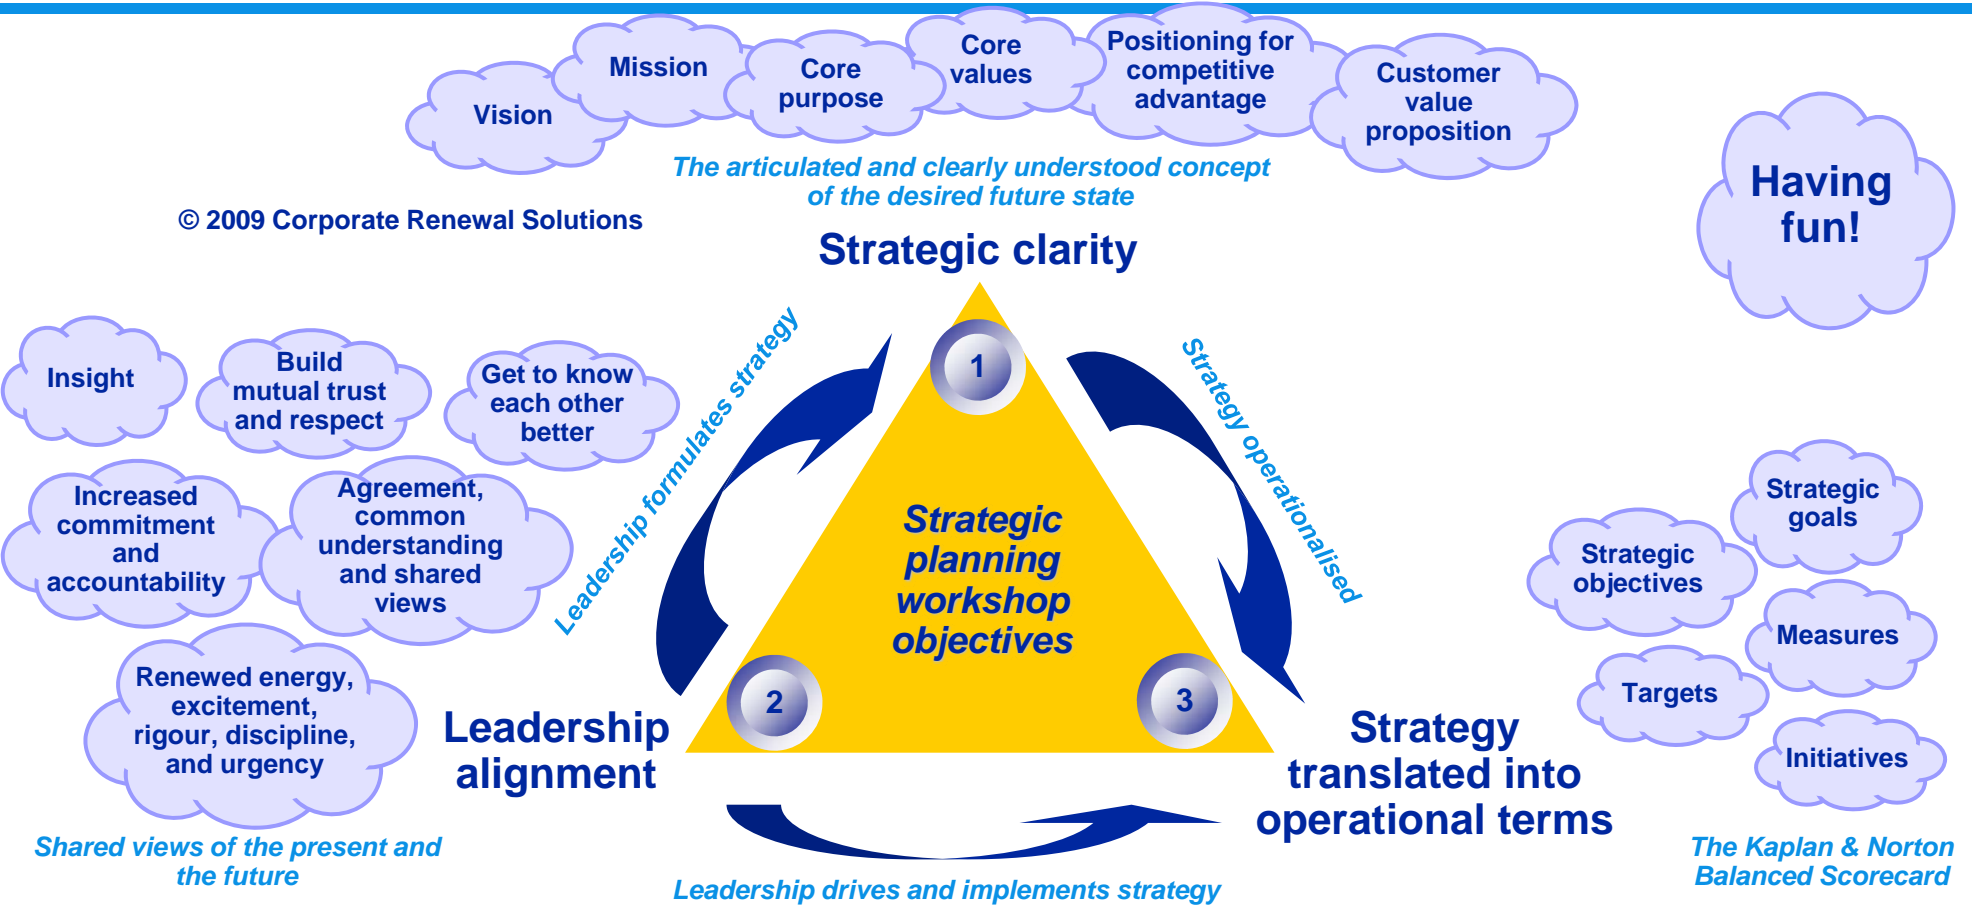 Vision
Mission
Core
purpose
Core
values
Positioning for
competitive
advantage
Customer
value
proposition
The articulated and clearly understood concept
of the desired future state
Having
fun!
© 2009 Corporate Renewal Solutions
Strategic clarity
Insight
Build
mutual trust
and respect
Get to know
each other
better
Increased
commitment
and
accountability
Agreement,
common
understanding
and shared
views
Renewed energy,
excitement,
rigour, discipline,
and urgency
Shared views of the present and
the future
Leadership formulates strategy
1
Strategy operationalised
Strategic
planning
workshop
objectives
2
3
Leadership
alignment
Strategy
translated into
operational terms
Leadership drives and implements strategy
Strategic
goals
Strategic
objectives
Measures
Targets
Initiatives
The Kaplan & Norton
Balanced Scorecard